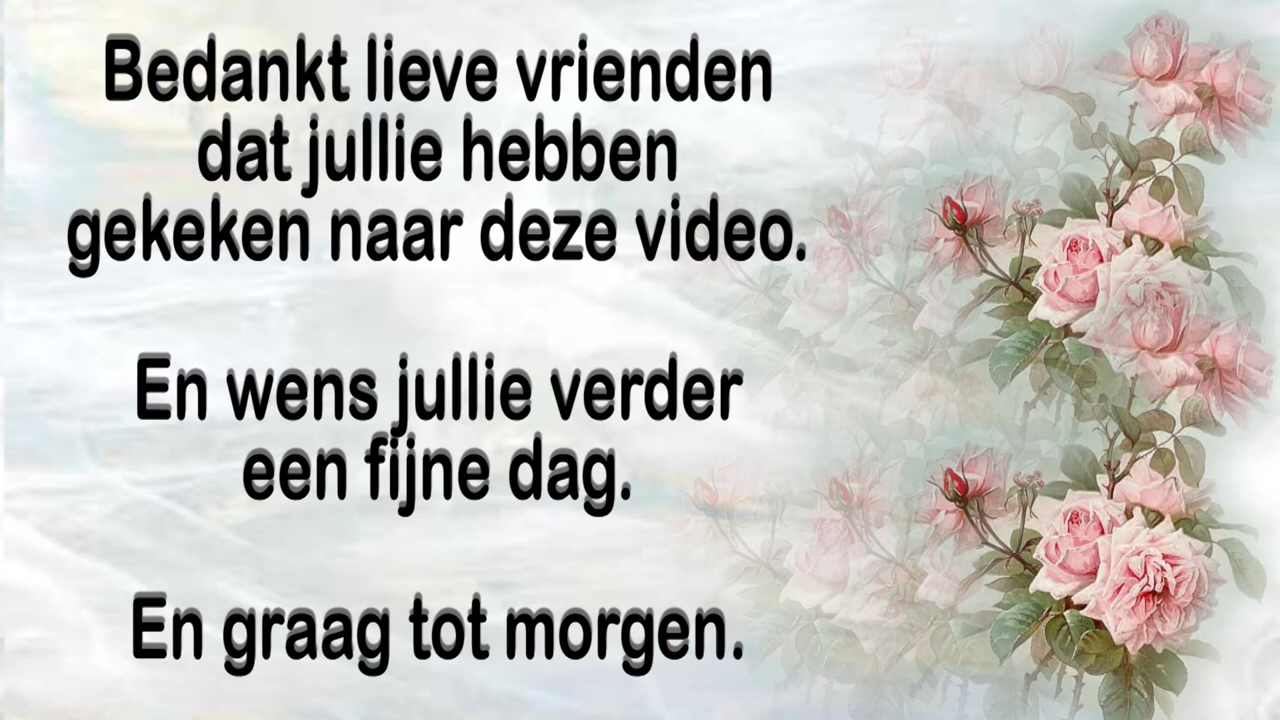 Bedankt lieve vrienden
dat jullie hebben
gekeken naar deze video.
En wens jullie verder
een fijne dag.
En graag tot morgen.